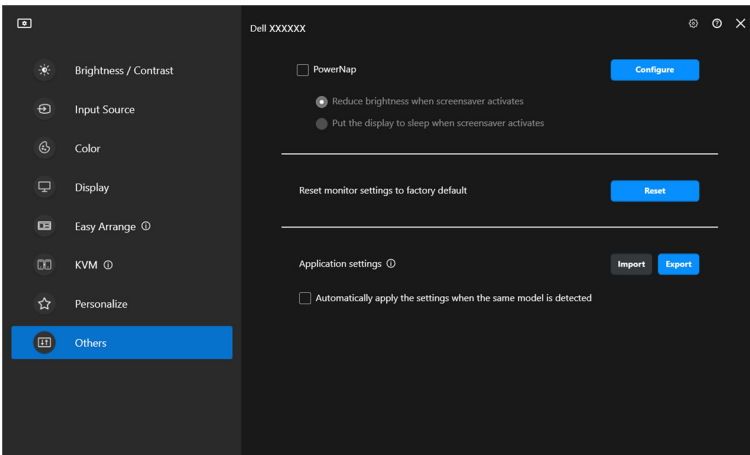 Dell XXXXXX
Brightness / Contrast
Input Source
Color
Display
Easy Arrange
KVM
Personalize
Others
PowerNap
Configure
Reduce brightness when screensaver activates
Put the display to sleep when screensaver activates
Reset monitor settings to factory default
Reset
Application settings
Import
Export
Automatically apply the settings when the same model is detected